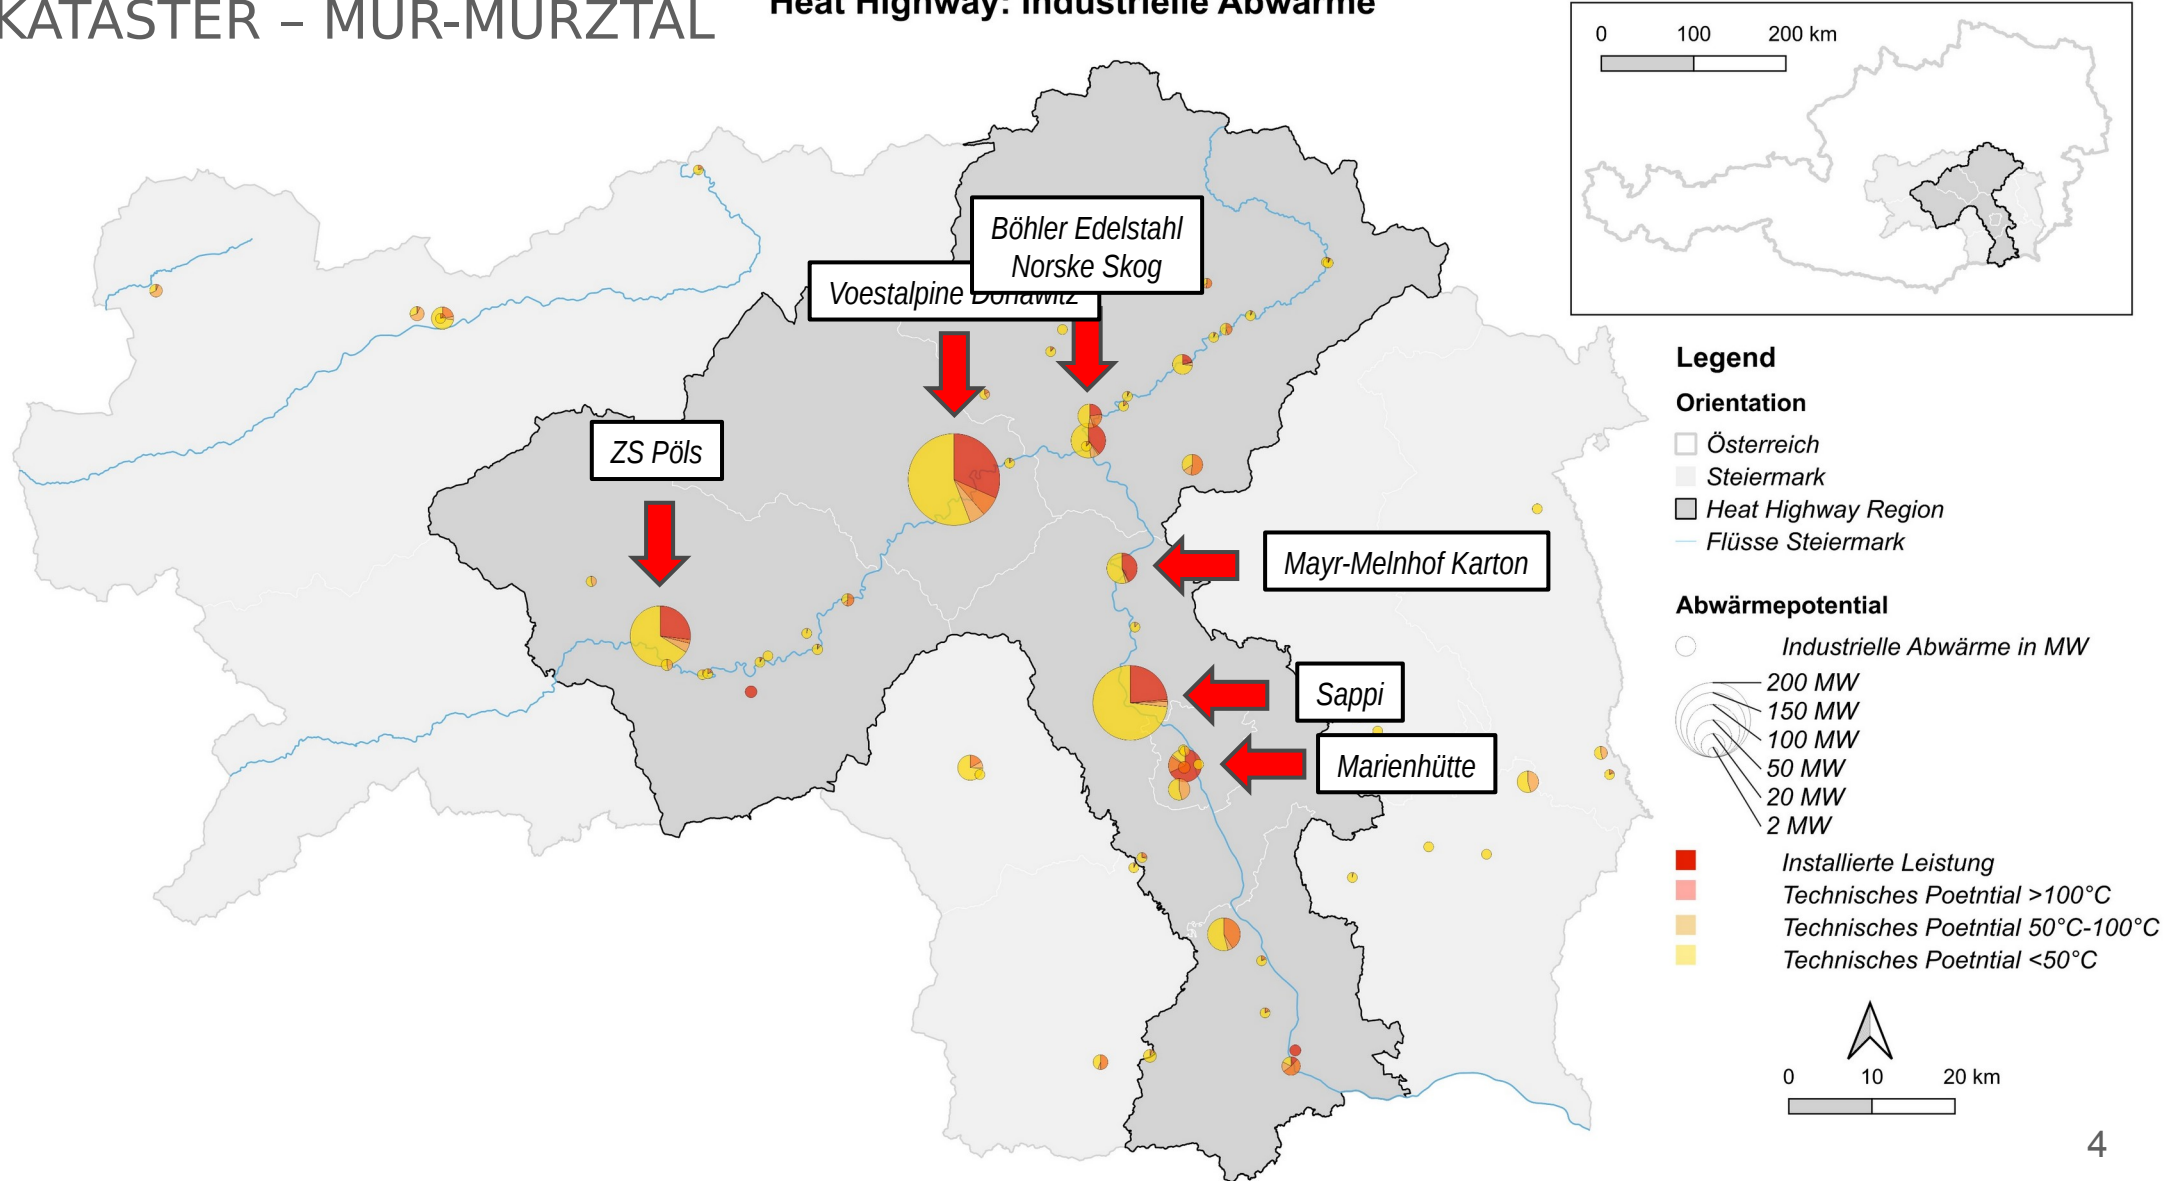 KATASTER – MUR-MÜRZTAL
Heat Highway: Industrielle Abwärme
0 100 200 km
Böhler Edelstahl
Norske Skog
Voestalpine Donawitz
ZS Pöls
Mayr-Melnhof Karton
Sappi
Marienhütte
Legend
Orientation
Österreich
Steiermark
Heat Highway Region
Flüsse Steiermark
Abwärmepotential
Industrielle Abwärme in MW
200 MW
150 MW
100 MW
50 MW
20 MW
2 MW
Installierte Leistung
Technisches Poetntial >100°C
Technisches Poetntial 50°C-100°C
Technisches Poetntial <50°C
0 10 20 km
4